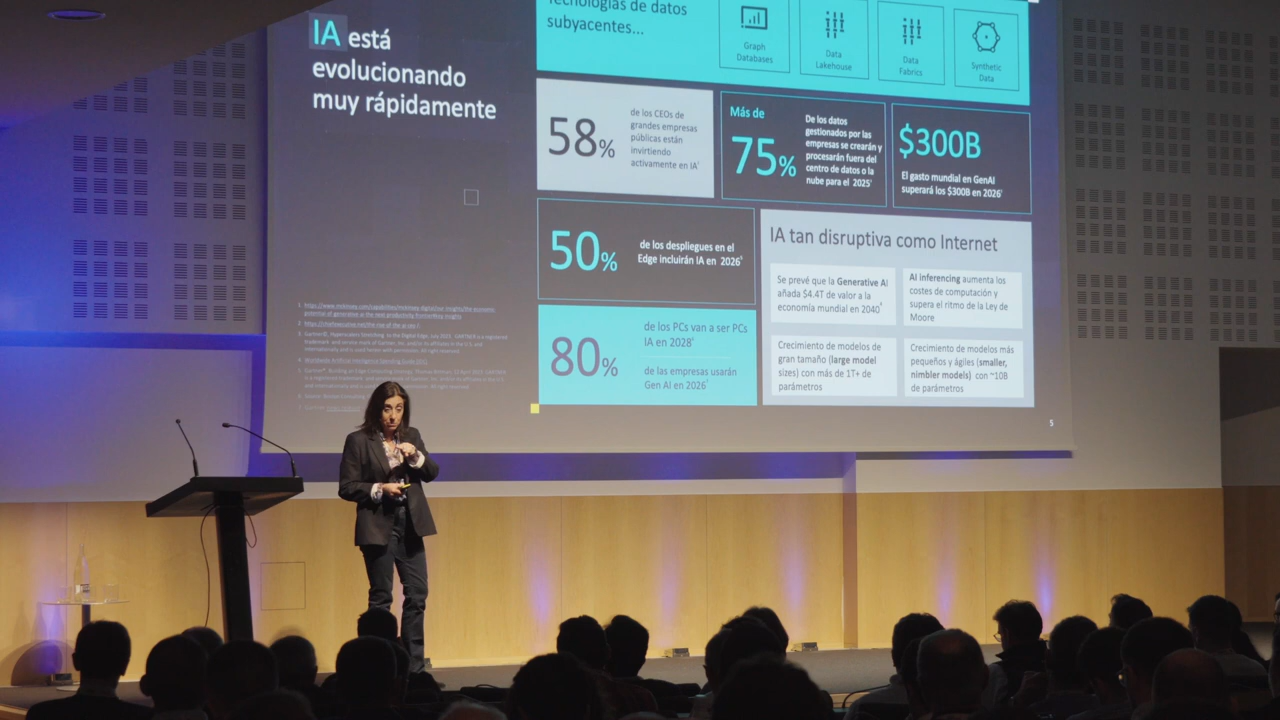 IA está
evolucionando
muy rápidamente
Tecnologías de datos
subyacentes...
Graph
Databases
Data
Lakehouse
Data
Fabrics
Synthetic
Data
58%
de los CEOs de
grandes empresas
públicas están
invirtiendo
activamente en IA
Más de
75%
De los datos
gestionados por las
empresas se crearán y
procesarán fuera del
centro de datos o la
nube para el 2025
$300B
El gasto mundial en GenAI
superará los $300B en 2026
50%
de los despliegues en el
Edge incluirán IA en 2026
80%
de los PCs van a ser PCs
IA en 2028
de las empresas usarán
Gen AI en 2026
IA tan disruptiva como Internet
Se prevé que la Generative AI
añada $4.4T de valor a la
economía mundial en 2040
AI inferencing aumenta los
costes de computación y
supera el ritmo de la Ley de
Moore
Crecimiento de modelos de
gran tamaño (large model
sizes) con más de 1T+ de
parámetros
Crecimiento de modelos más
pequeños y ágiles (smaller,
nimbler models) con ~10B
de parámetros
9